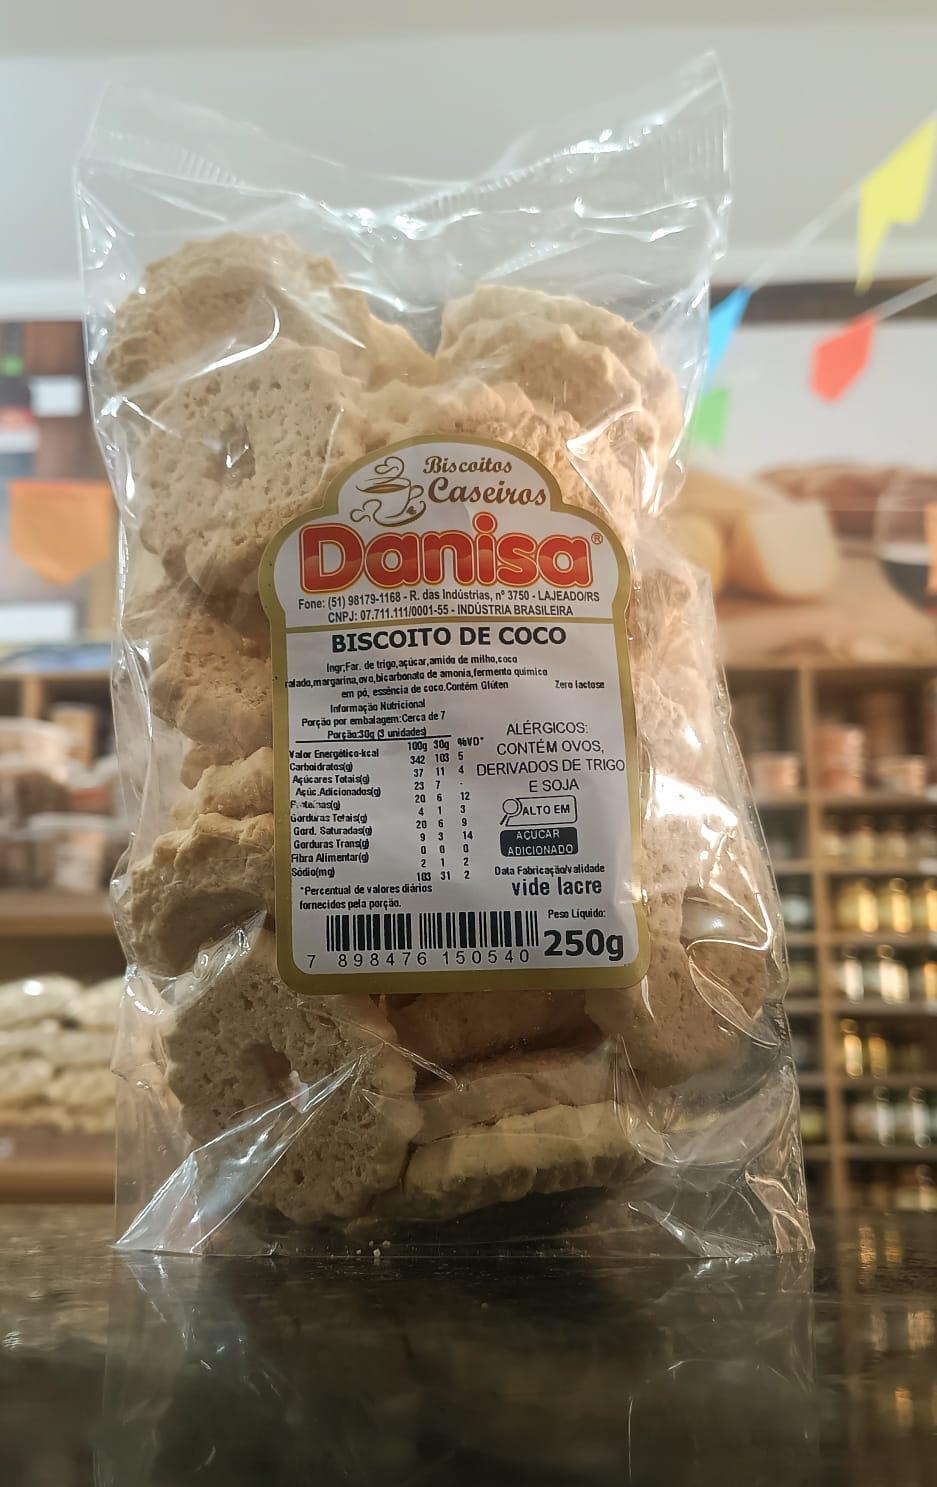 Biscoitos
Caseiros
Danisa®
Fone: (51) 98179-1168 - R. das Indústrias, nº 3750 - LAJEADO/RS
CNPJ: 07.711.111/0001-55 - INDÚSTRIA BRASILEIRA
BISCOITO DE COCO
Ingr;Far. de trigo,açúcar,amido de milho,coco
ralado,margarina,ovo,bicarbonato de amonia,fermento quimico
em pó, essência de coco.Contém Glúten
Zero lactose
Informação Nutricional
Porção por embalagem:Cerca de 7
Porção:30g (3 unidades)
100g 30g %VD*
Valor Energético-kcal 342 103 5
Carboidratos(g) 37 11 4
Açúcares Totais(g) 23 7 -
Açúc.Adicionados(g) 20 6 12
Proteínas(g) 4 1 3
Gorduras Totais(g) 20 6 9
Gord. Saturadas(g) 9 3 14
Gorduras Trans(g) 0 0 0
Fibra Alimentar(g) 2 1 2
Sódio(mg) 103 31 2
*Percentual de valores diários
fornecidos pela porção.
ALÉRGICOS:
CONTÉM OVOS,
DERIVADOS DE TRIGO
E SOJA
ALTO EM
AÇÚCAR
ADICIONADO
Data Fabricação/validade
vide lacre
Peso Líquido:
250g
7 898476 150540